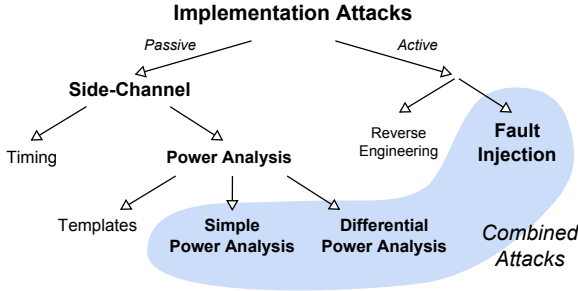 Implementation Attacks
Passive
Active
Side-Channel
Timing
Power Analysis
Reverse
Engineering
Fault
Injection
Templates
Simple
Power Analysis
Differential
Power Analysis
Combined
Attacks